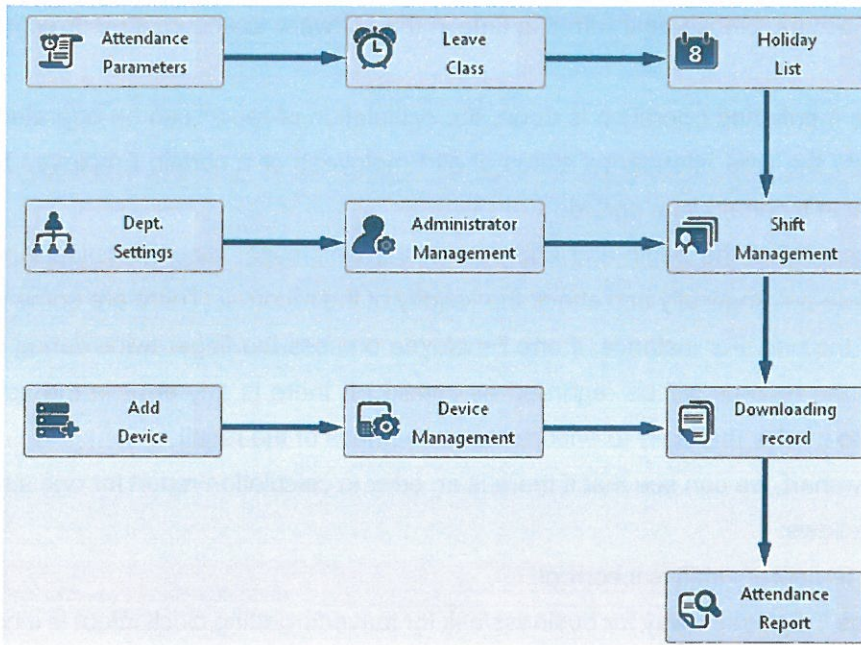 Attendance
Parameters
Leave
Class
8
Holiday
List
Dept.
Settings
Administrator
Management
Shift
Management
Add
Device
Device
Management
Downloading
record
Attendance
Report